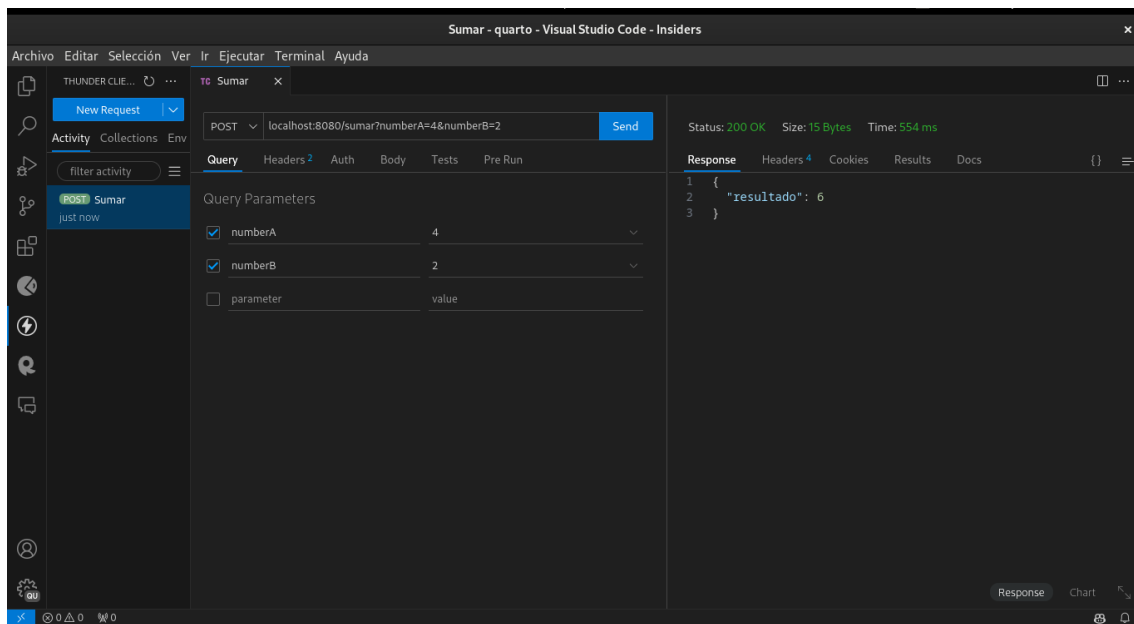 Sumar - quarto - Visual Studio Code - Insiders
Archivo Editar Selección Ver Ir Ejecutar Terminal Ayuda
THUNDER CLIE...
TC Sumar
New Request
Activity Collections Env
filter activity
POST Sumar
just now
POST localhost:8080/sumar?numberA=4&numberB=2 Send
Query Headers 2 Auth Body Tests Pre Run
Query Parameters
numberA 4
numberB 2
parameter value
Status: 200 OK Size: 15 Bytes Time: 554 ms
Response Headers 4 Cookies Results Docs {}
1 {
2 "resultado": 6
3 }
Response Chart
QU
0 0 0